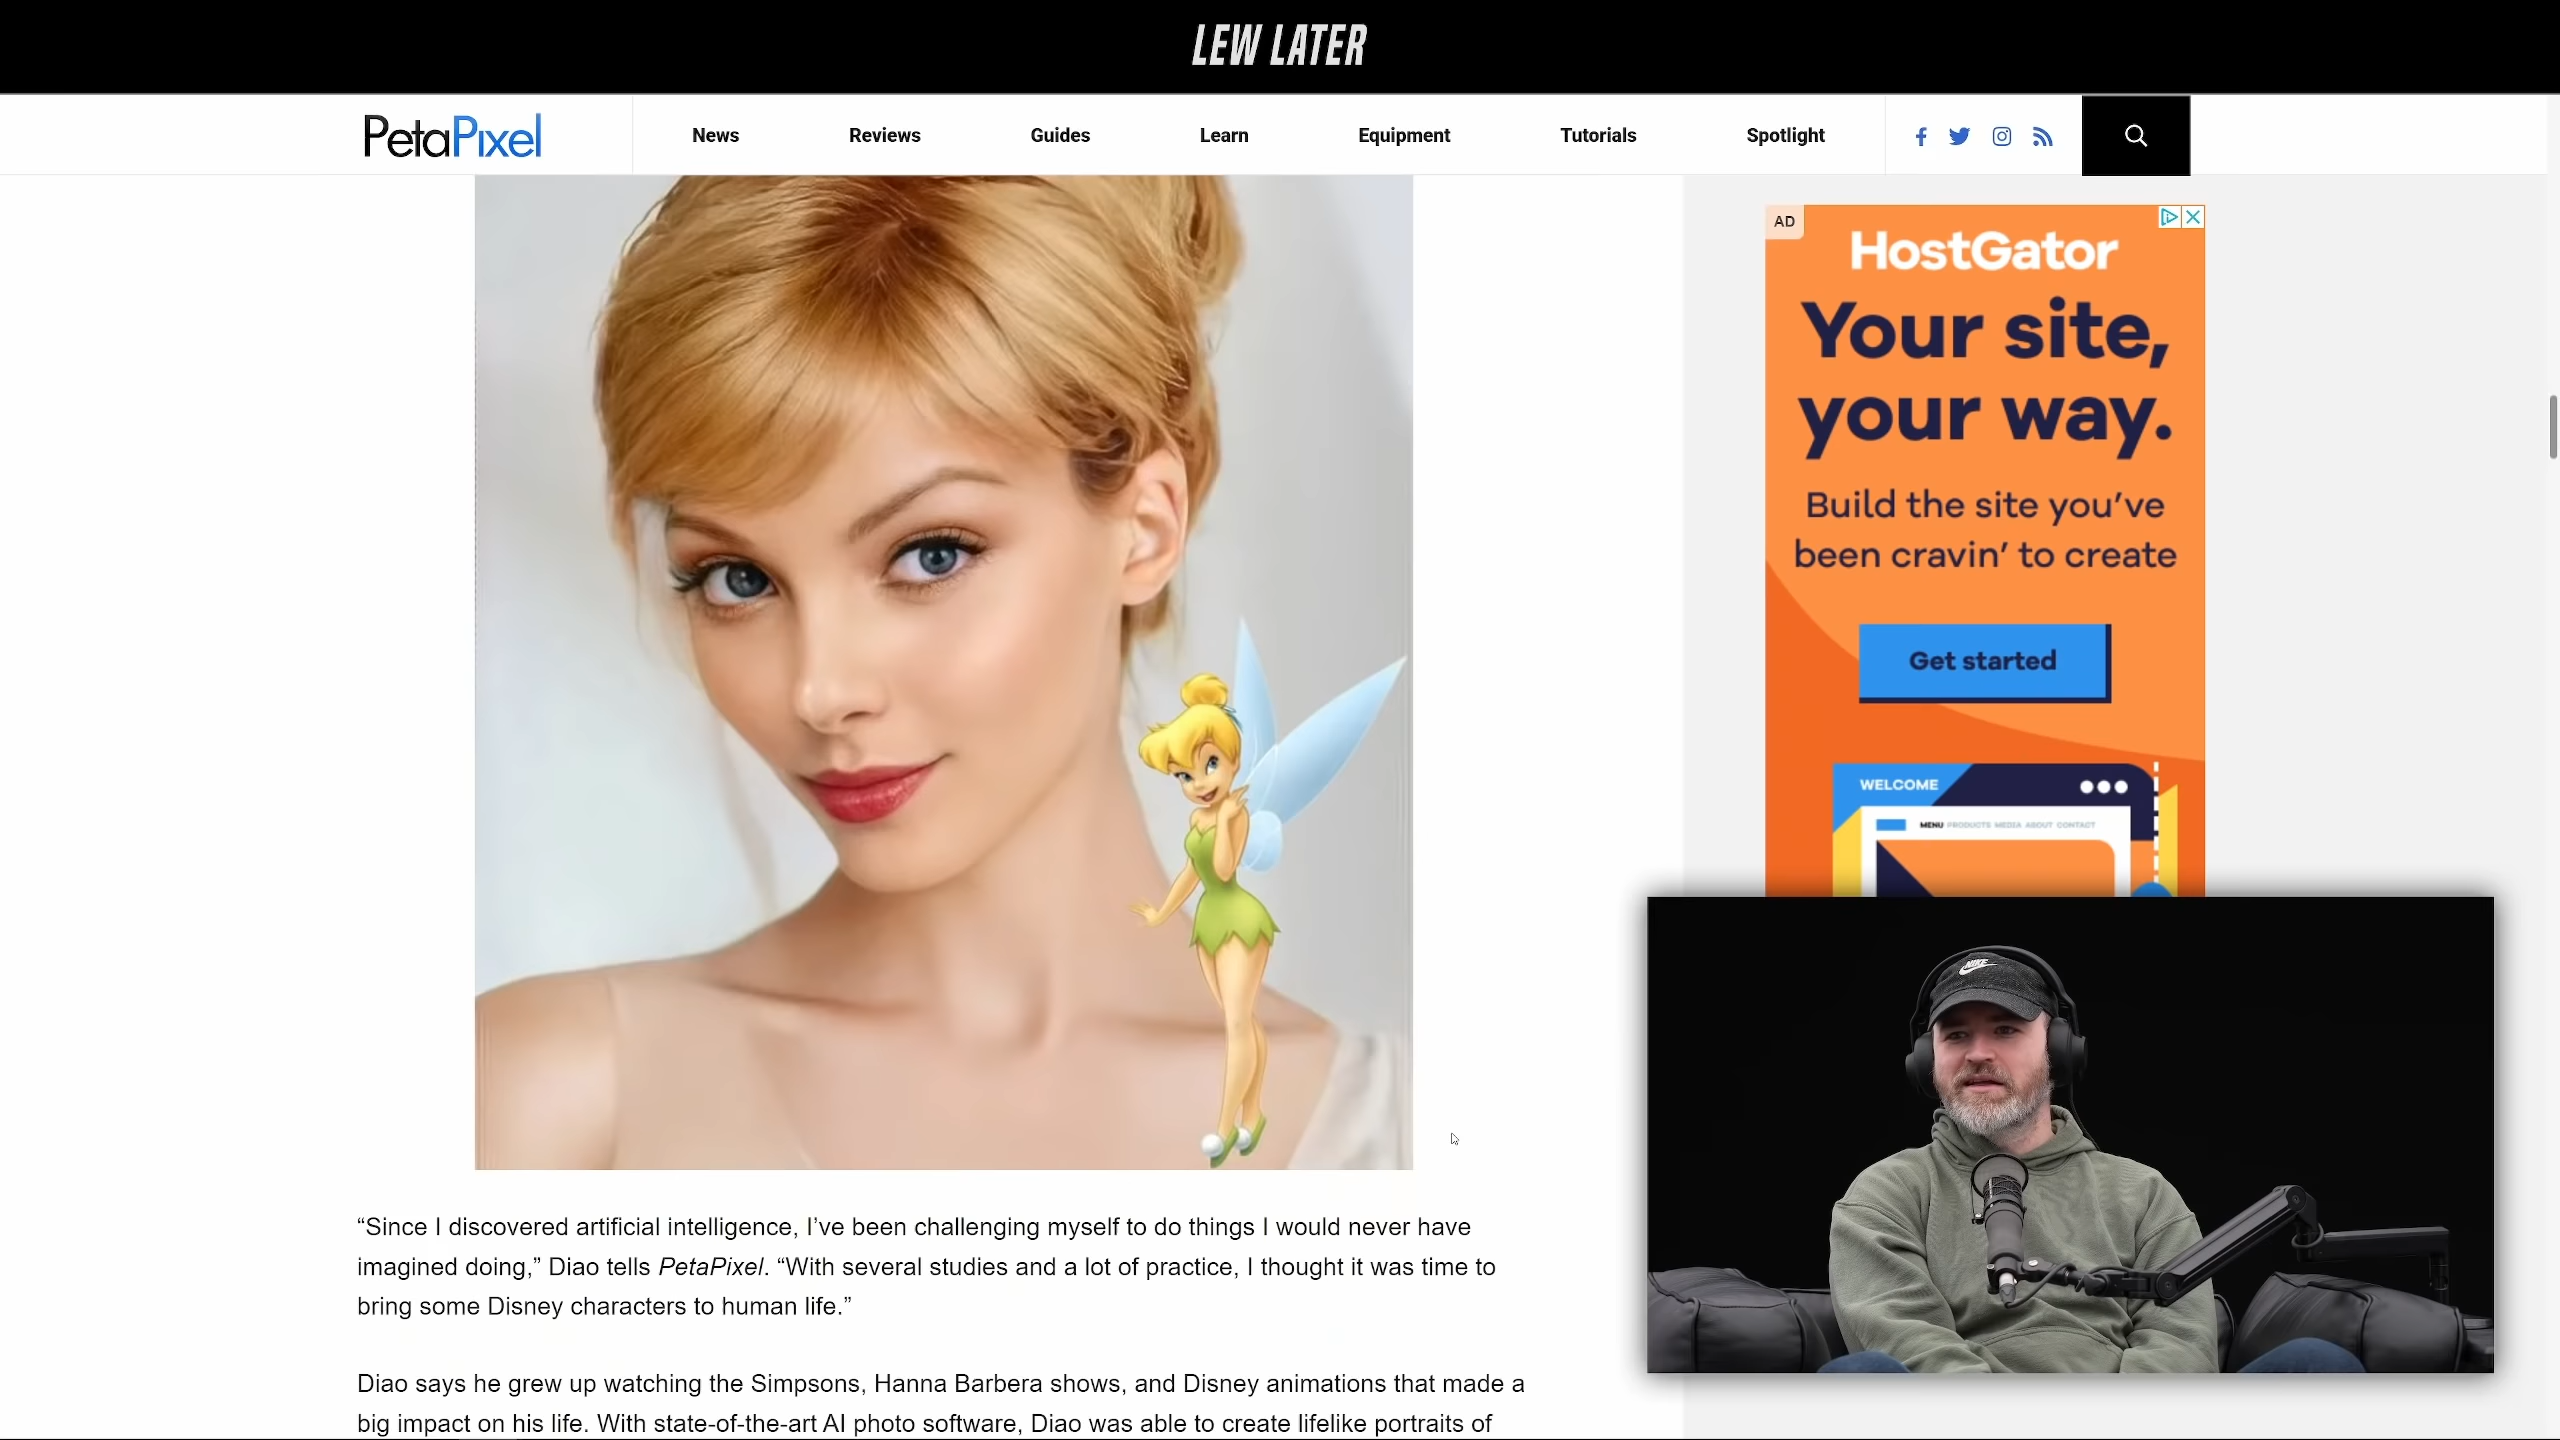 LEW LATER
PetaPixel
News
Reviews
Guides
Learn
Equipment
Tutorials
Spotlight
AD
HostGator
Your site,
your way.
Build the site you've
been cravin' to create
Get started
WELCOME
MENU PRODUCTS MEDIA ABOUT CONTACT
NIKE
“Since I discovered artificial intelligence, I’ve been challenging myself to do things I would never have
imagined doing,” Diao tells PetaPixel. “With several studies and a lot of practice, I thought it was time to
bring some Disney characters to human life.”
Diao says he grew up watching the Simpsons, Hanna Barbera shows, and Disney animations that made a
big impact on his life. With state-of-the-art AI photo software, Diao was able to create lifelike portraits of